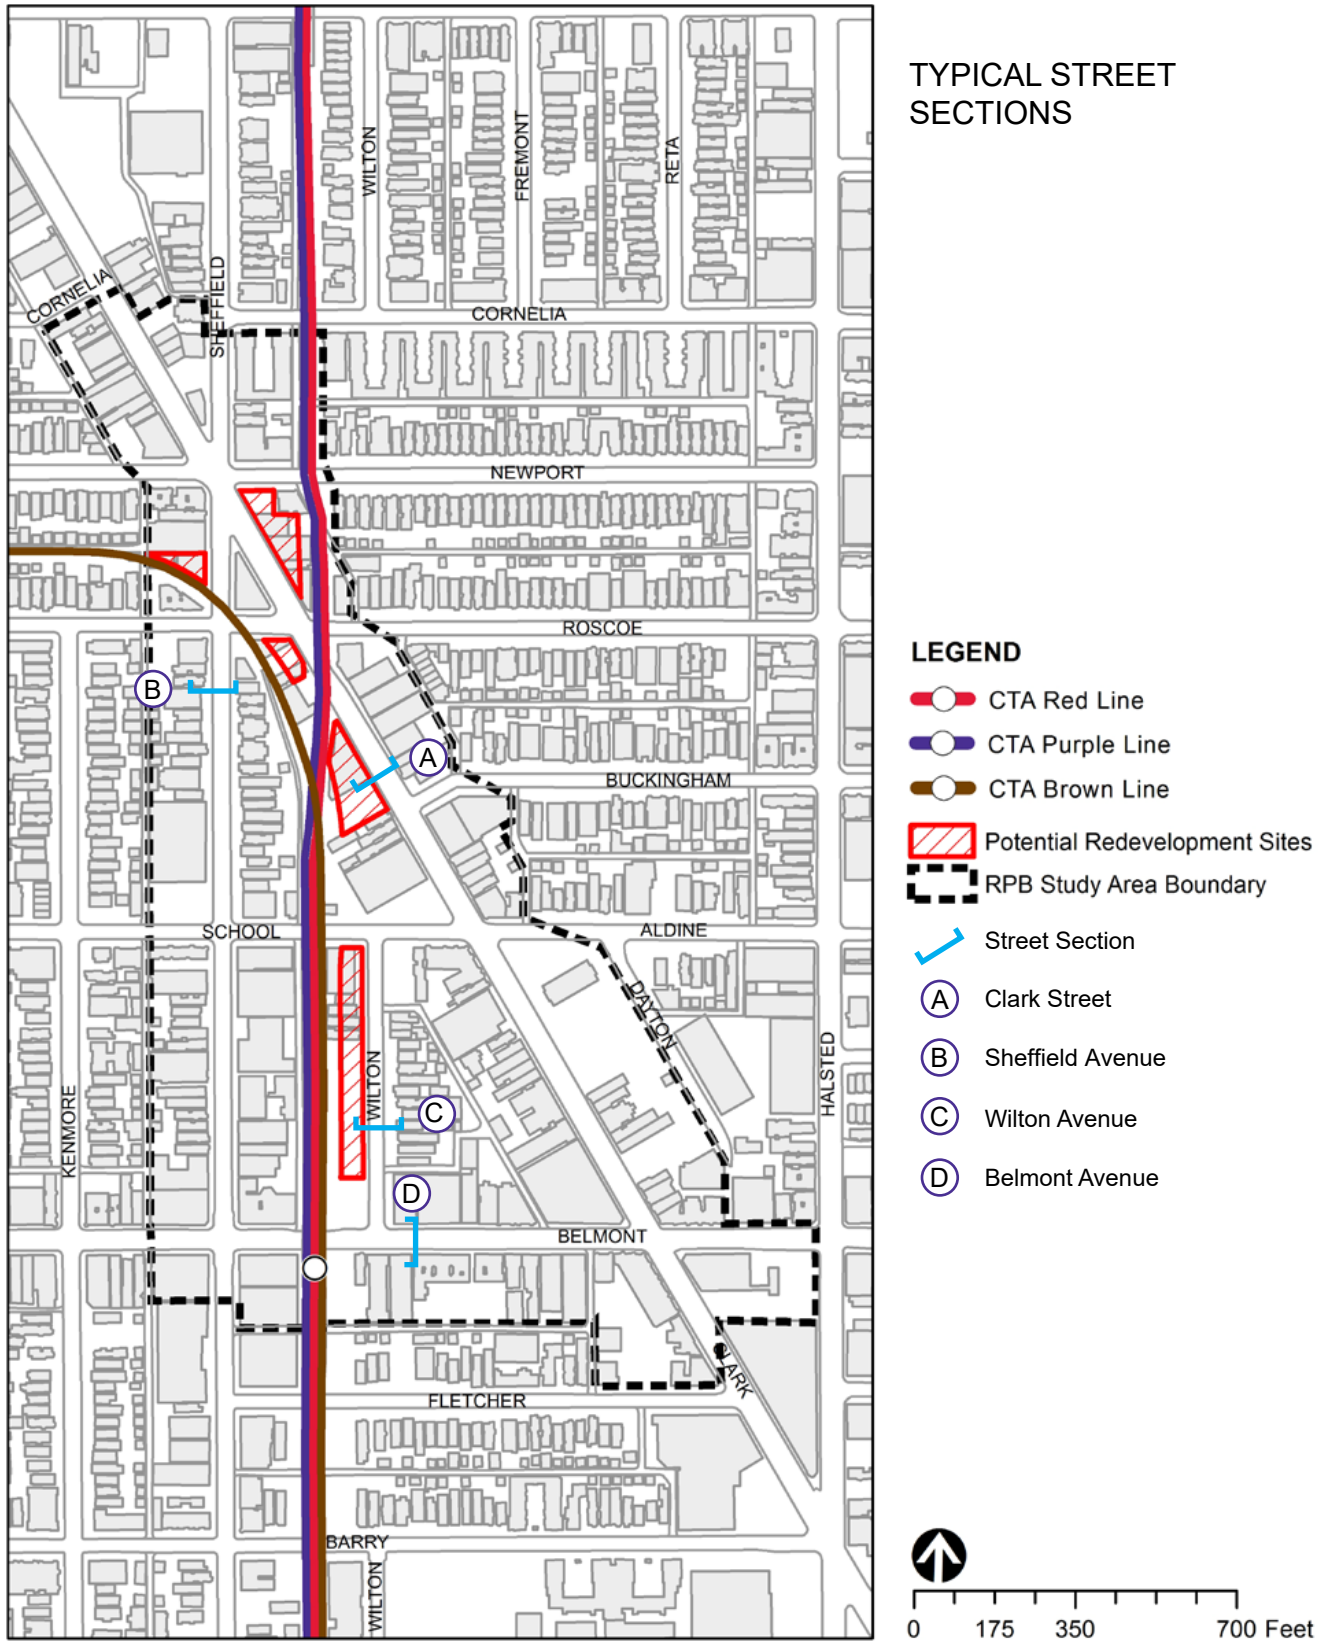 TYPICAL STREET
SECTIONS
WILTON
FREMONT
RETA
CORNELIA
SHEFFIELD
CORNELIA
NEWPORT
ROSCOE
B
A
BUCKINGHAM
SCHOOL
ALDINE
DAYTON
HALSTED
KENMORE
WILTON
C
D
BELMONT
CLARK
FLETCHER
BARRY
WILTON
LEGEND
CTA Red Line
CTA Purple Line
CTA Brown Line
Potential Redevelopment Sites
RPB Study Area Boundary
Street Section
A Clark Street
B Sheffield Avenue
C Wilton Avenue
D Belmont Avenue
0 175 350 700 Feet